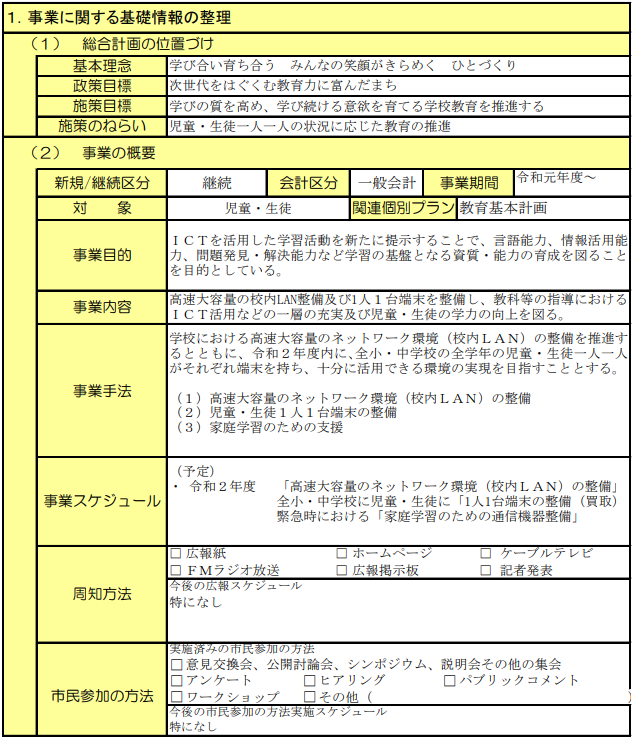 1. 事業に関する基礎情報の整理
（1）　総合計画の位置づけ
基本理念　学び合い育ち合う　みんなの笑顔がきらめく　ひとづくり
政策目標　次世代をはぐくむ教育力に富んだまち
施策目標　学びの質を高め、学び続ける意欲を育てる学校教育を推進する
施策のねらい　児童・生徒一人一人の状況に応じた教育の推進
（2）　事業の概要
新規/継続区分　継続　会計区分　一般会計　事業期間　令和元年度～
対　象　児童・生徒　関連個別プラン　教育基本計画
事業目的
ＩＣＴを活用した学習活動を新たに提示することで、言語能力、情報活用能
力、問題発見・解決能力など学習の基盤となる資質・能力の育成を図ること
を目的としている。
事業内容
高速大容量の校内LAN整備及び1人１台端末を整備し、教科等の指導における
ＩＣＴ活用などの一層の充実及び児童・生徒の学力の向上を図る。
事業手法
学校における高速大容量のネットワーク環境（校内ＬＡＮ）の整備を推進す
るとともに、令和２年度内に、全小・中学校の全学年の児童・生徒一人一人
がそれぞれ端末を持ち、十分に活用できる環境の実現を目指すこととする。
（１）高速大容量のネットワーク環境（校内ＬＡＮ）の整備
（２）児童・生徒１人１台端末の整備
（３）家庭学習のための支援
事業スケジュール
（予定）
・ 令和２年度　「高速大容量のネットワーク環境（校内ＬＡＮ）の整備」
全小・中学校に児童・生徒に「1人1台端末の整備（買取）
緊急時における「家庭学習のための通信機器整備」
周知方法
□ 広報紙　□ ホームページ　□ ケーブルテレビ
□ ＦＭラジオ放送　□ 広報掲示板　□ 記者発表
今後の広報スケジュール
特になし
市民参加の方法
実施済みの市民参加の方法
□ 意見交換会、公開討論会、シンポジウム、説明会その他の集会
□ アンケート　□ ヒアリング　□ パブリックコメント
□ ワークショップ　□ その他（　）
今後の市民参加の方法実施スケジュール
特になし